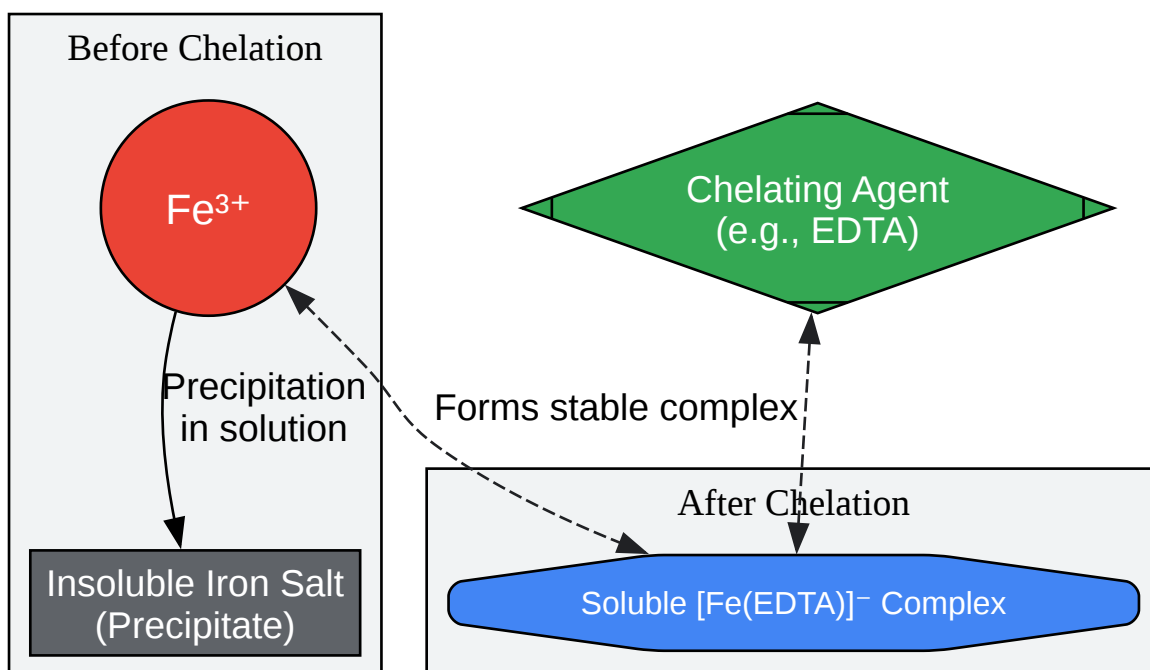 Before Chelation
Fe³⁺
Chelating Agent
(e.g., EDTA)
Precipitation
in solution
Forms stable complex
After Chelation
Insoluble Iron Salt
(Precipitate)
Soluble [Fe(EDTA)]⁻ Complex